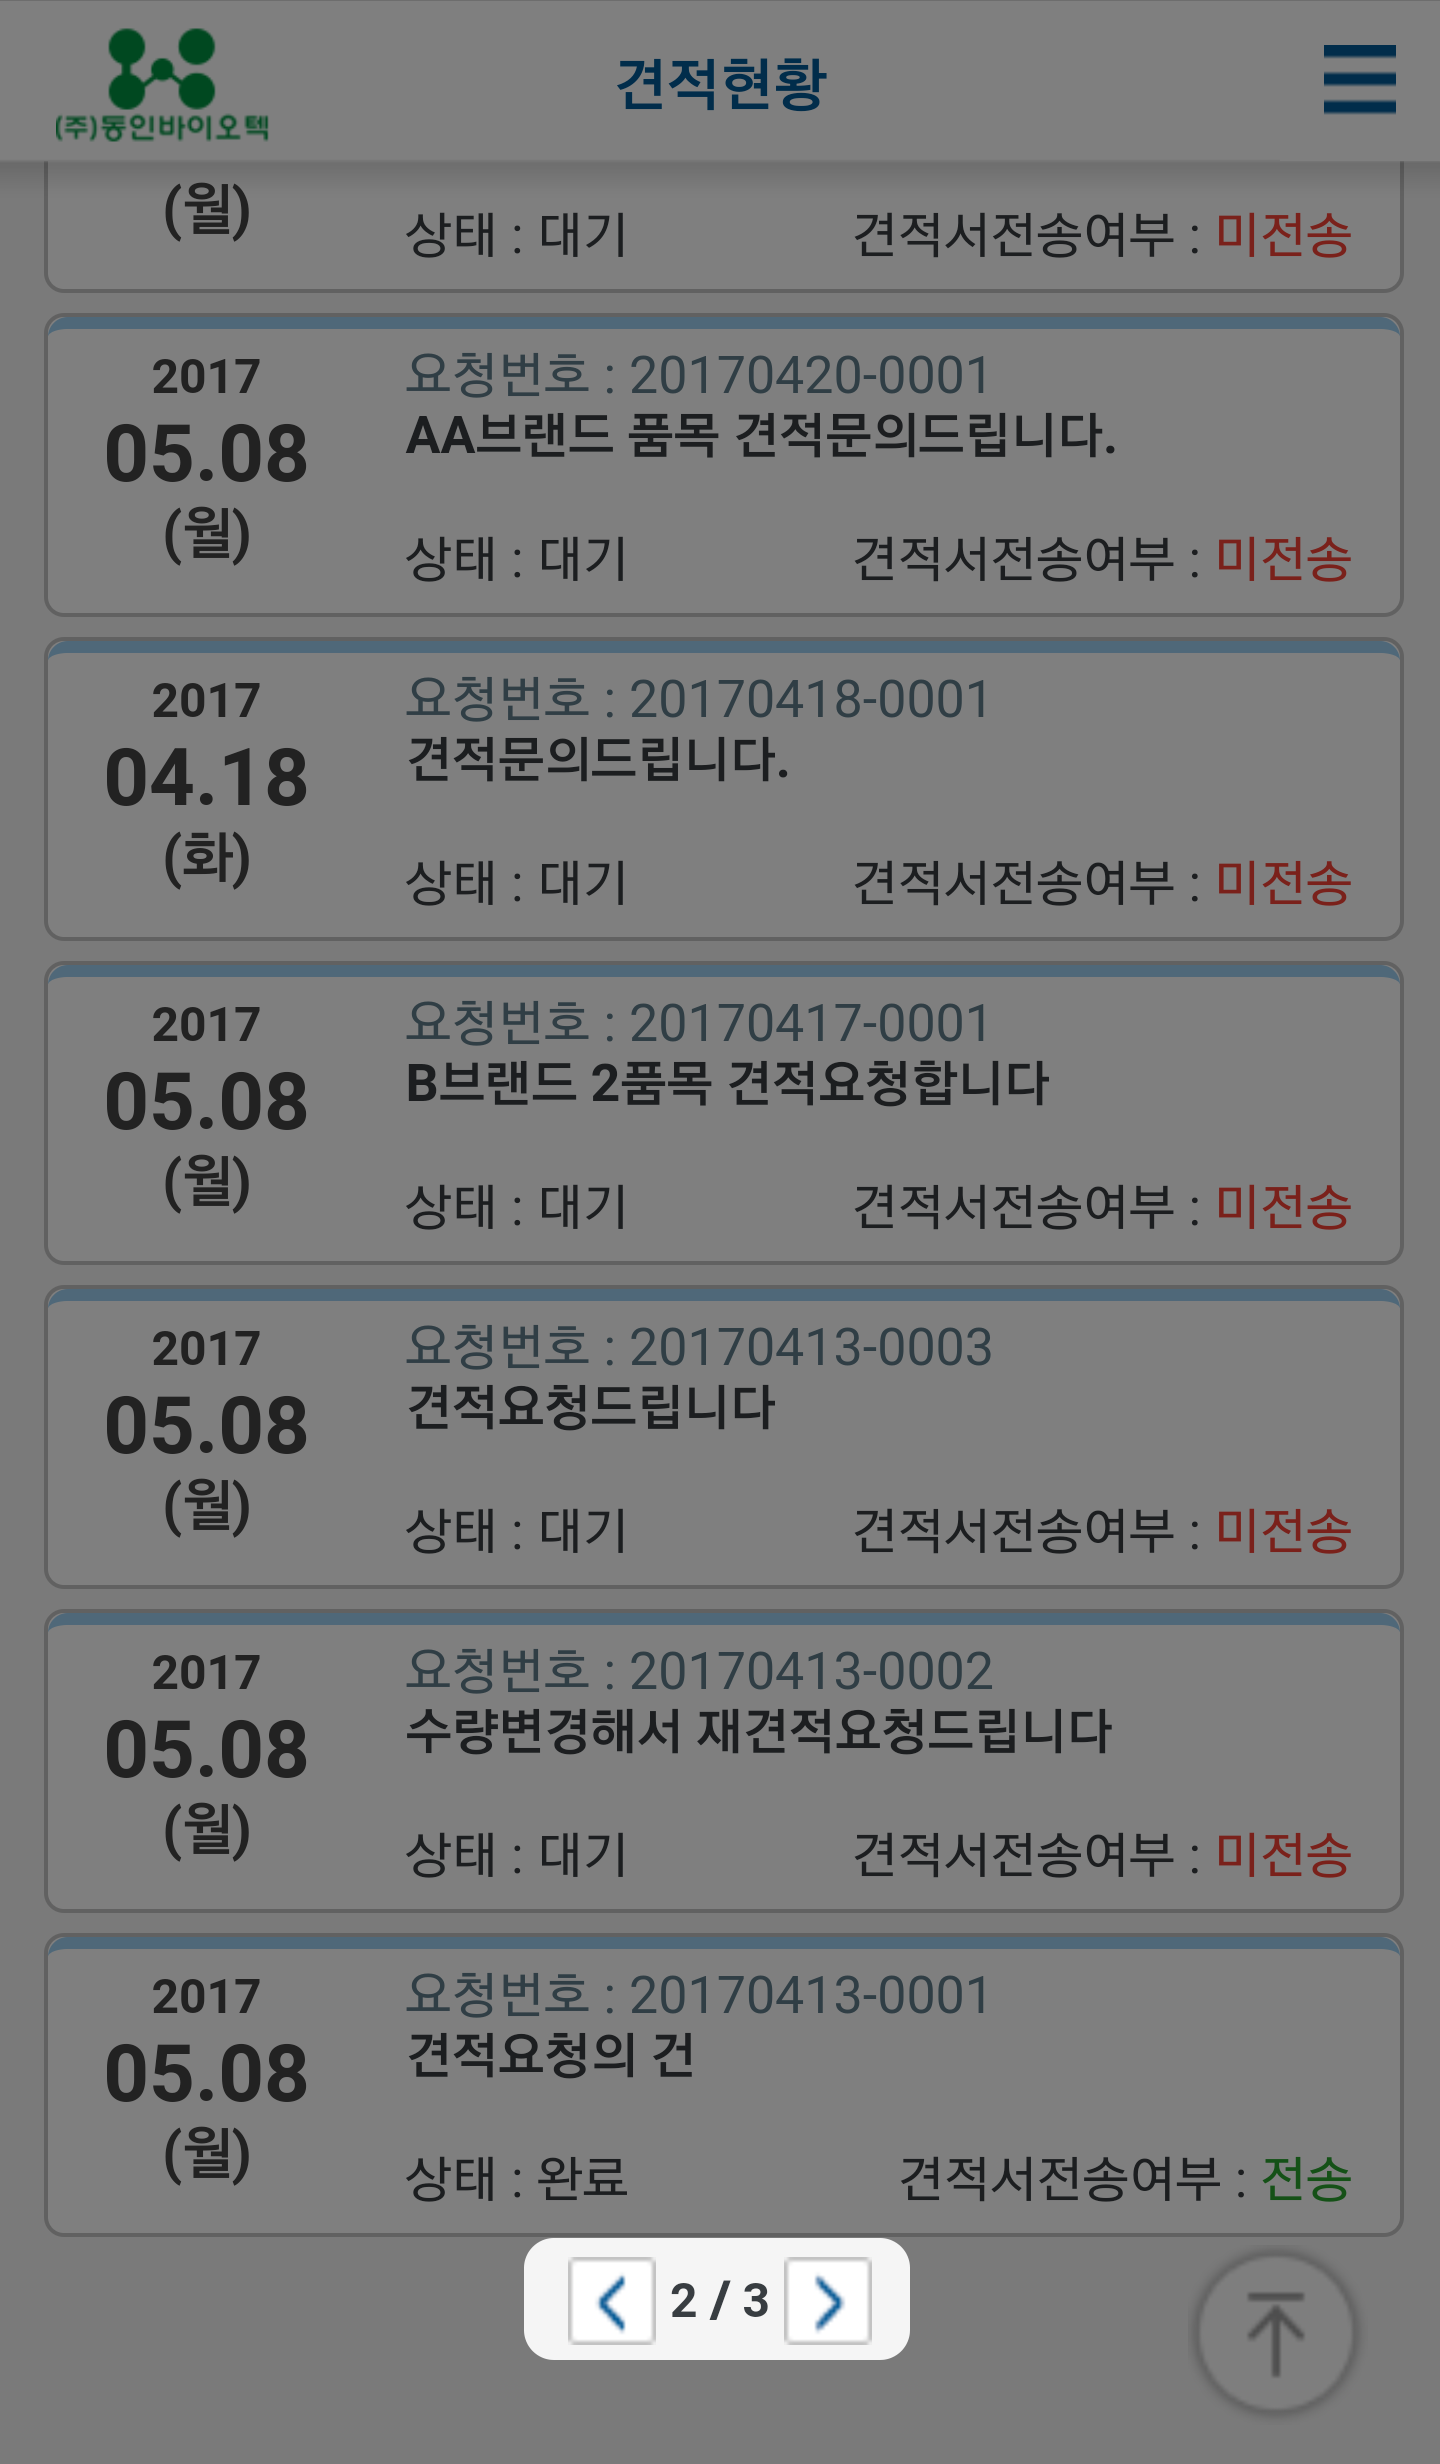 (주)동인바이오텍
견적현황
(월)
상태 : 대기 견적서전송여부 : 미전송
2017
05.08
(월)
요청번호 : 20170420-0001
AA브랜드 품목 견적문의드립니다.
상태 : 대기 견적서전송여부 : 미전송
2017
04.18
(화)
요청번호 : 20170418-0001
견적문의드립니다.
상태 : 대기 견적서전송여부 : 미전송
2017
05.08
(월)
요청번호 : 20170417-0001
B브랜드 2품목 견적요청합니다
상태 : 대기 견적서전송여부 : 미전송
2017
05.08
(월)
요청번호 : 20170413-0003
견적요청드립니다
상태 : 대기 견적서전송여부 : 미전송
2017
05.08
(월)
요청번호 : 20170413-0002
수량변경해서 재견적요청드립니다
상태 : 대기 견적서전송여부 : 미전송
2017
05.08
(월)
요청번호 : 20170413-0001
견적요청의 건
상태 : 완료 견적서전송여부 : 전송
2 / 3